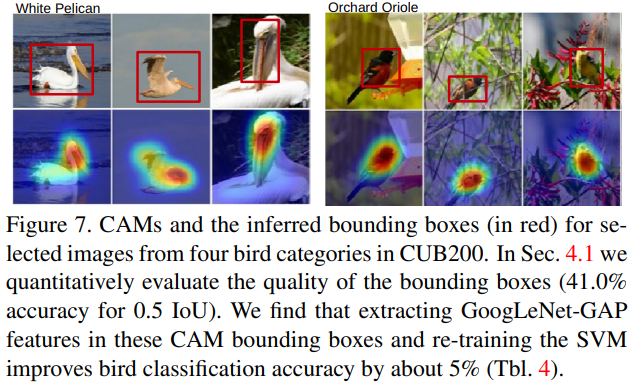 White Pelican
Orchard Oriole
Figure 7. CAMs and the inferred bounding boxes (in red) for se-
lected images from four bird categories in CUB200. In Sec. 4.1 we
quantitatively evaluate the quality of the bounding boxes (41.0%
accuracy for 0.5 IoU). We find that extracting GoogLeNet-GAP
features in these CAM bounding boxes and re-training the SVM
improves bird classification accuracy by about 5% (Tbl. 4).